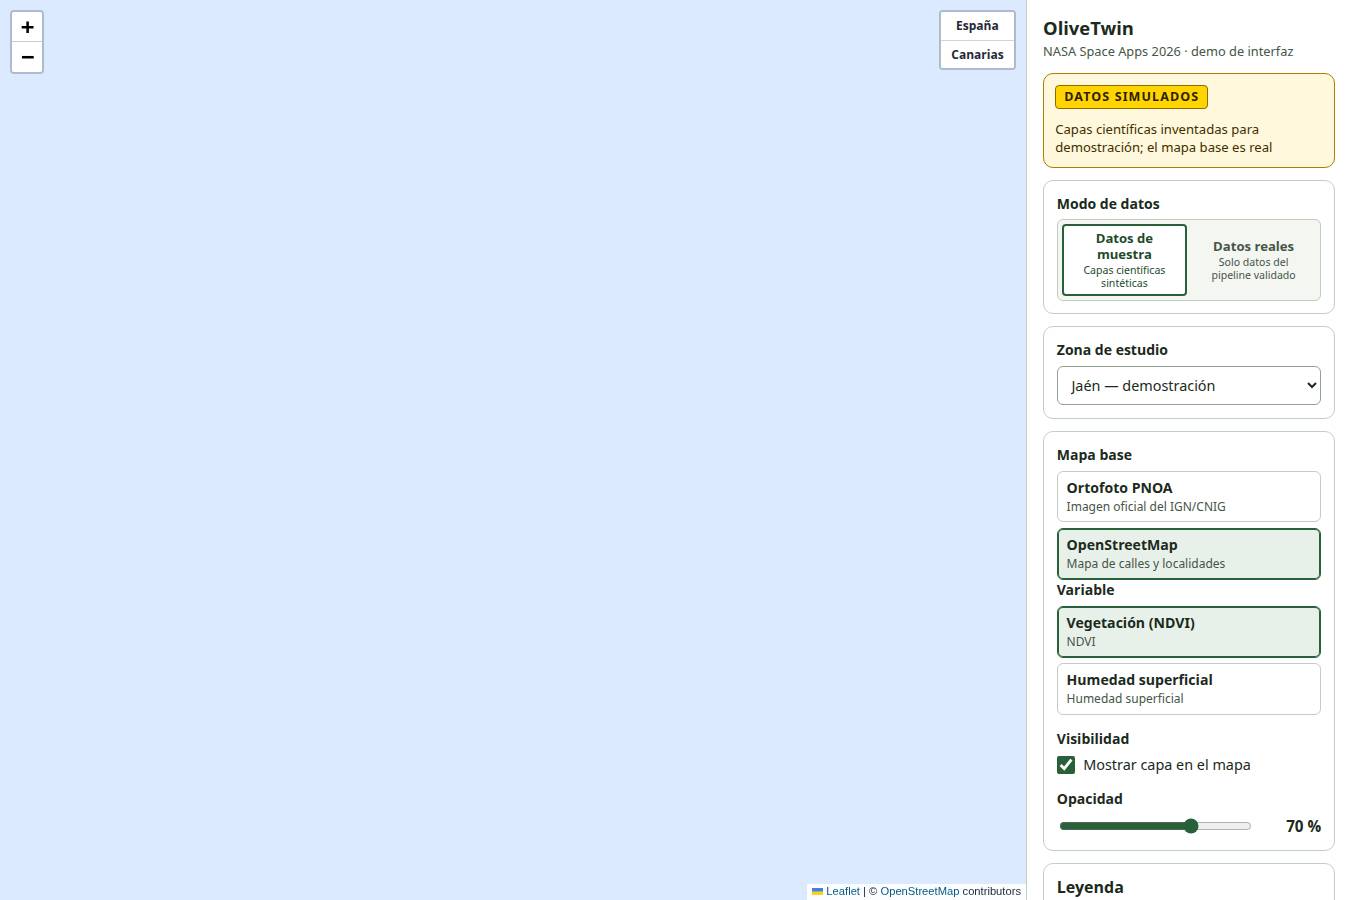 +
−
España
Canarias
Leaflet | © OpenStreetMap contributors
OliveTwin
NASA Space Apps 2026 · demo de interfaz
DATOS SIMULADOS
Capas científicas inventadas para
demostración; el mapa base es real
Modo de datos
Datos de
muestra
Capas científicas
sintéticas
Datos reales
Solo datos del
pipeline validado
Zona de estudio
Jaén — demostración
Mapa base
Ortofoto PNOA
Imagen oficial del IGN/CNIG
OpenStreetMap
Mapa de calles y localidades
Variable
Vegetación (NDVI)
NDVI
Humedad superficial
Humedad superficial
Visibilidad
Mostrar capa en el mapa
Opacidad
70 %
Leyenda